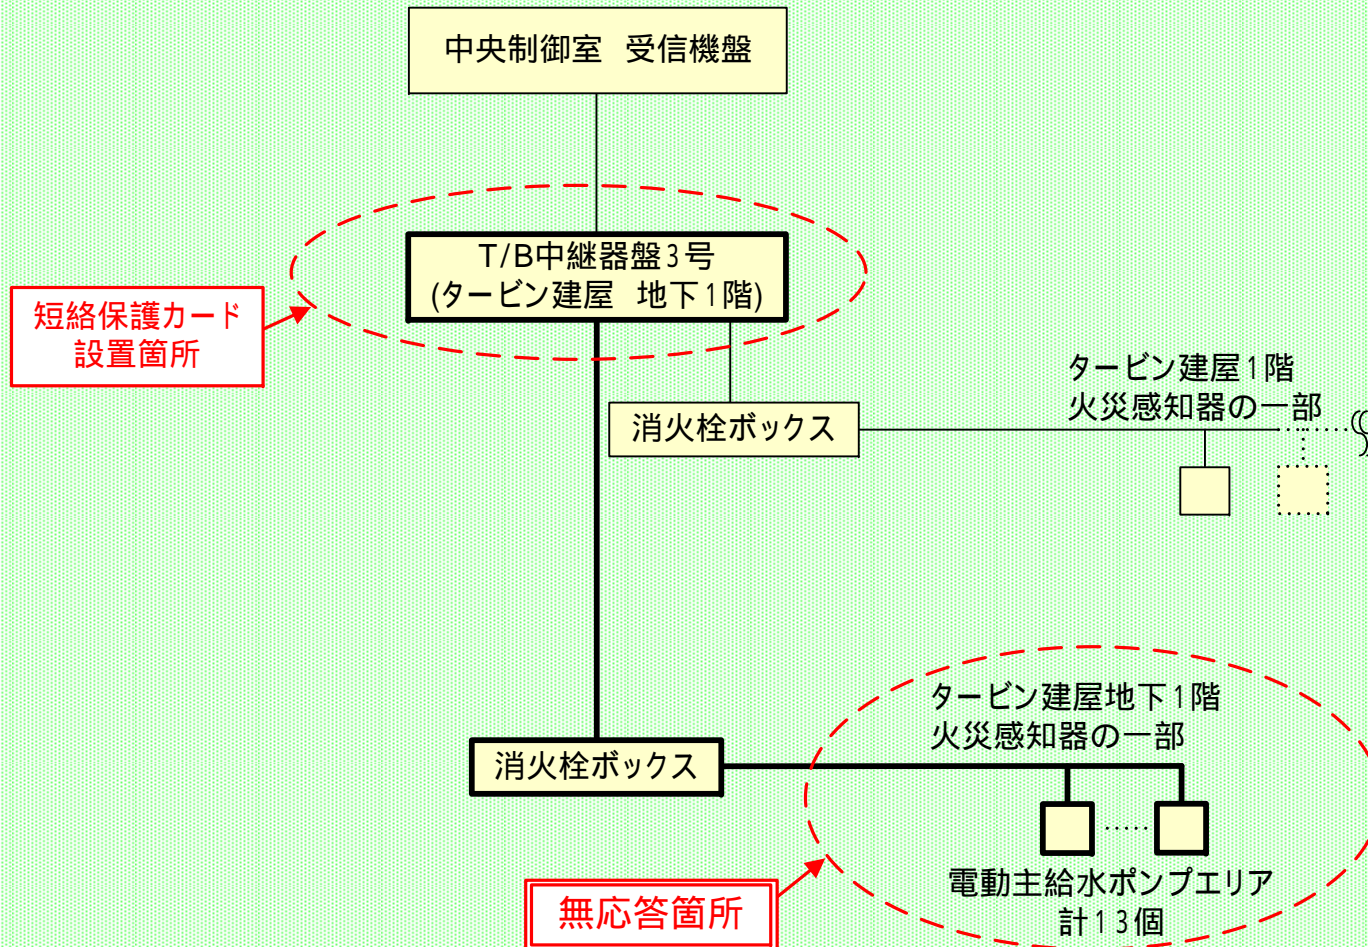 中央制御室 受信機盤
T/B中継器盤3号
(タービン建屋 地下1階)
短絡保護カード
設置箇所
タービン建屋1階
火災感知器の一部
消火栓ボックス
タービン建屋地下1階
火災感知器の一部
消火栓ボックス
電動主給水ポンプエリア
計13個
無応答箇所